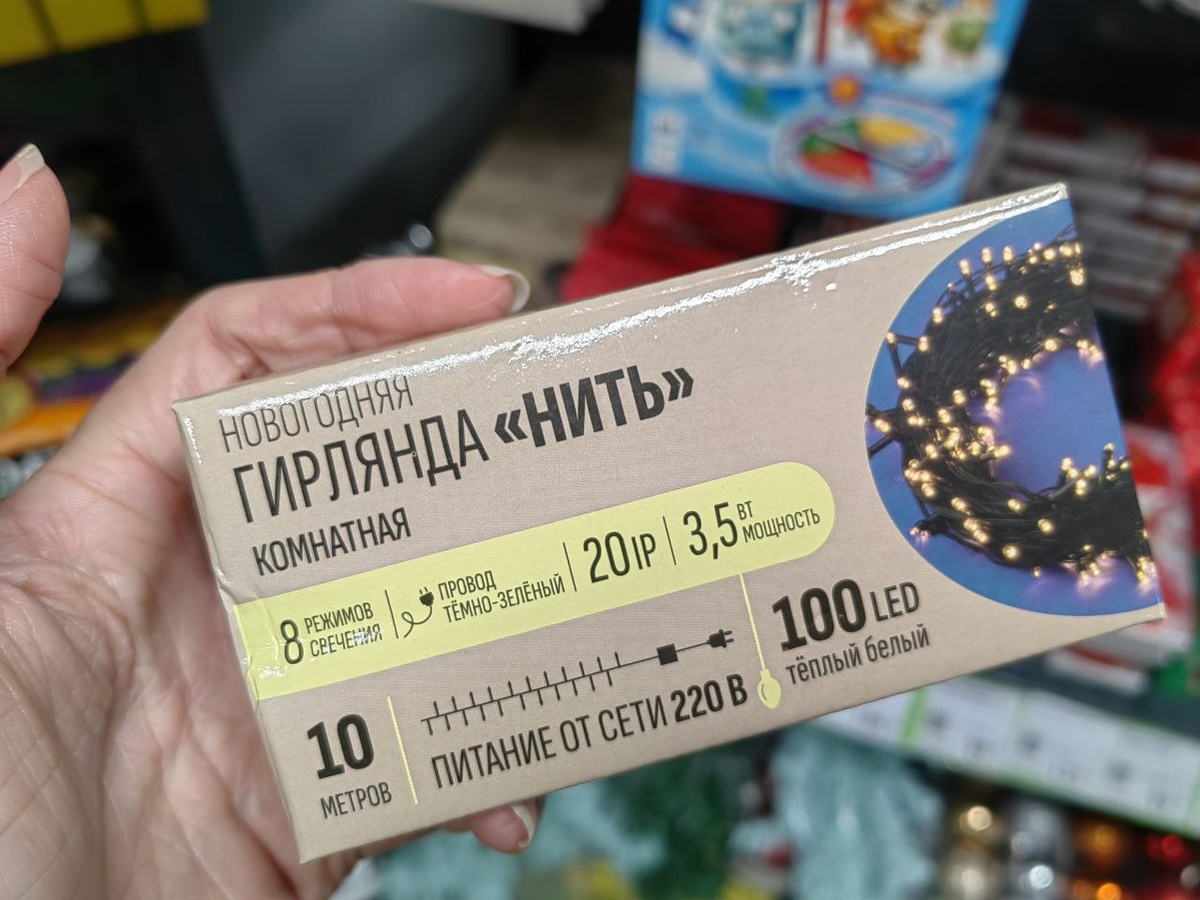 НОВОГОДНЯЯ
ГИРЛЯНДА «НИТЬ»
КОМНАТНАЯ
8 РЕЖИМОВ
СВЕЧЕНИЯ
ПРОВОД
ТЁМНО-ЗЕЛЁНЫЙ
20 IP
3,5 ВТ
МОЩНОСТЬ
10
МЕТРОВ
ПИТАНИЕ ОТ СЕТИ 220 В
100 LED
тёплый белый